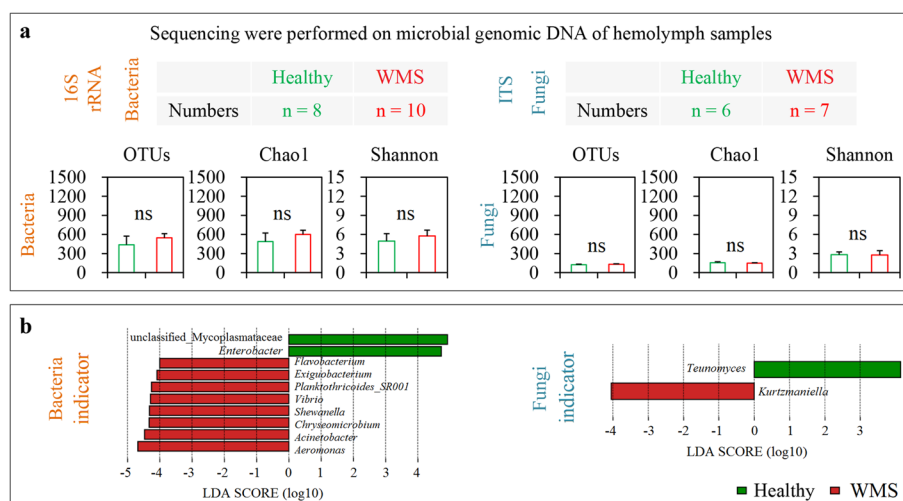 a
Sequencing were performed on microbial genomic DNA of hemolymph samples
16S
rRNA
Bacteria
Healthy WMS
Numbers n = 8 n = 10
ITS
Fungi
Healthy WMS
Numbers n = 6 n = 7
Bacteria
OTUs
1500
1200
900
600
300
0
ns
Chao1
1500
1200
900
600
300
0
ns
Shannon
15
12
9
6
3
0
ns
Fungi
OTUs
1500
1200
900
600
300
0
ns
Chao1
1500
1200
900
600
300
0
ns
Shannon
15
12
9
6
3
0
ns
b
Bacteria
indicator
unclassified_Mycoplasmataceae
Enterobacter
Flavobacterium
Exiguobacterium
Planktothricoides_SR001
Vibrio
Shewanella
Chryseomicrobium
Acinetobacter
Aeromonas
-5 -4 -3 -2 -1 0 1 2 3 4
LDA SCORE (log10)
Fungi
indicator
Teunomyces
Kurtzmaniella
-4 -3 -2 -1 0 1 2 3
LDA SCORE (log10)
Healthy WMS